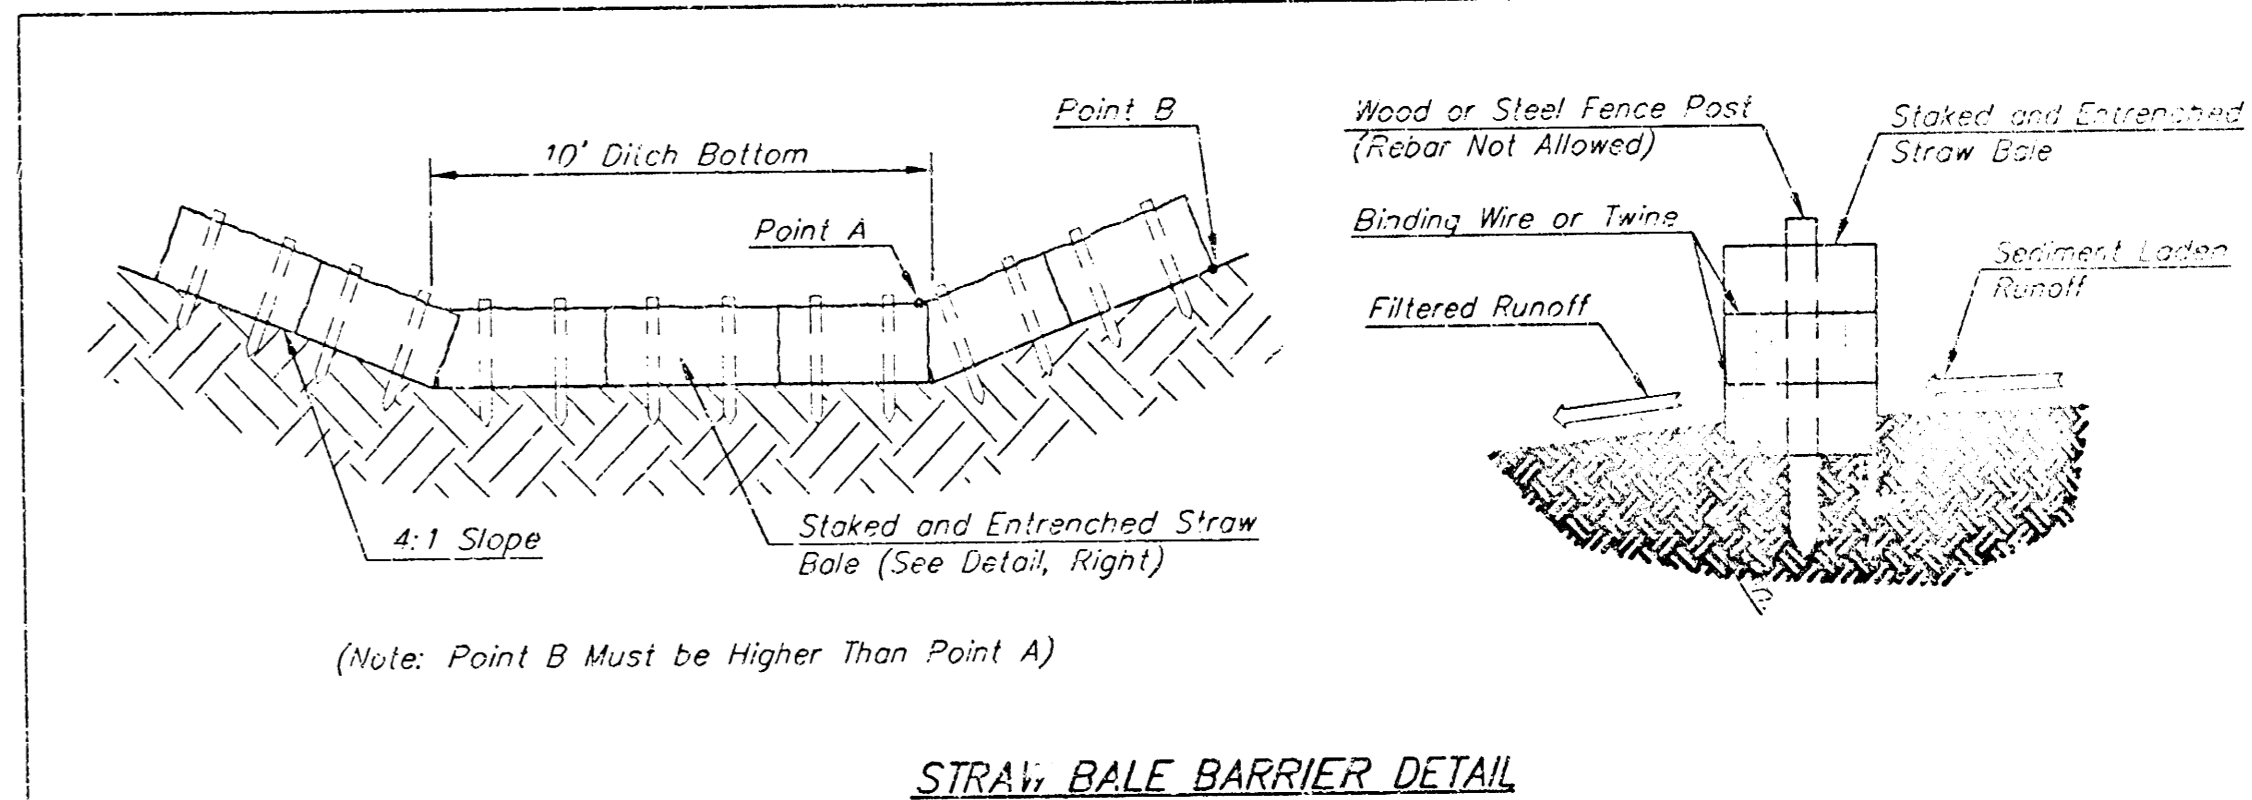 Point B
10' Ditch Bottom
Point A
4:1 Slope
Staked and Entrenched Straw
Bale (See Detail, Right)
(Note: Point B Must be Higher Than Point A)
Wood or Steel Fence Post
(Rebar Not Allowed)
Staked and Entrenched
Straw Bale
Binding Wire or Twine
Sediment Laden
Runoff
Filtered Runoff
STRAW BALE BARRIER DETAIL